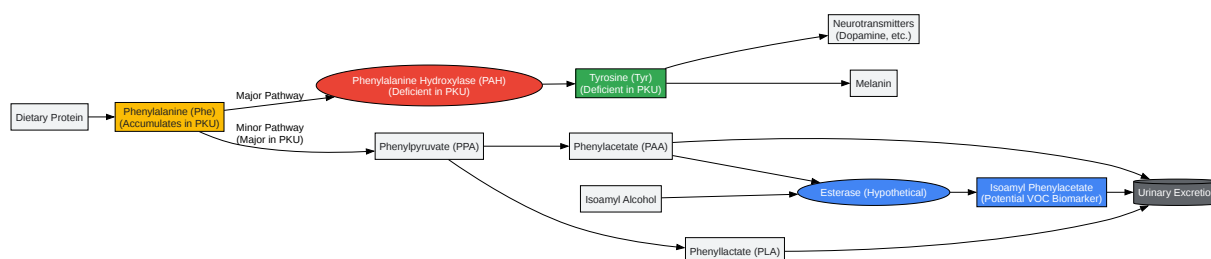 Neurotransmitters
(Dopamine, etc.)
Phenylalanine Hydroxylase (PAH)
(Deficient in PKU)
Tyrosine (Tyr)
(Deficient in PKU)
Melanin
Major Pathway
Dietary Protein
Phenylalanine (Phe)
(Accumulates in PKU)
Minor Pathway
(Major in PKU)
Phenylpyruvate (PPA)
Phenylacetate (PAA)
Isoamyl Alcohol
Esterase (Hypothetical)
Isoamyl Phenylacetate
(Potential VOC Biomarker)
Urinary Excretion
Phenyllactate (PLA)